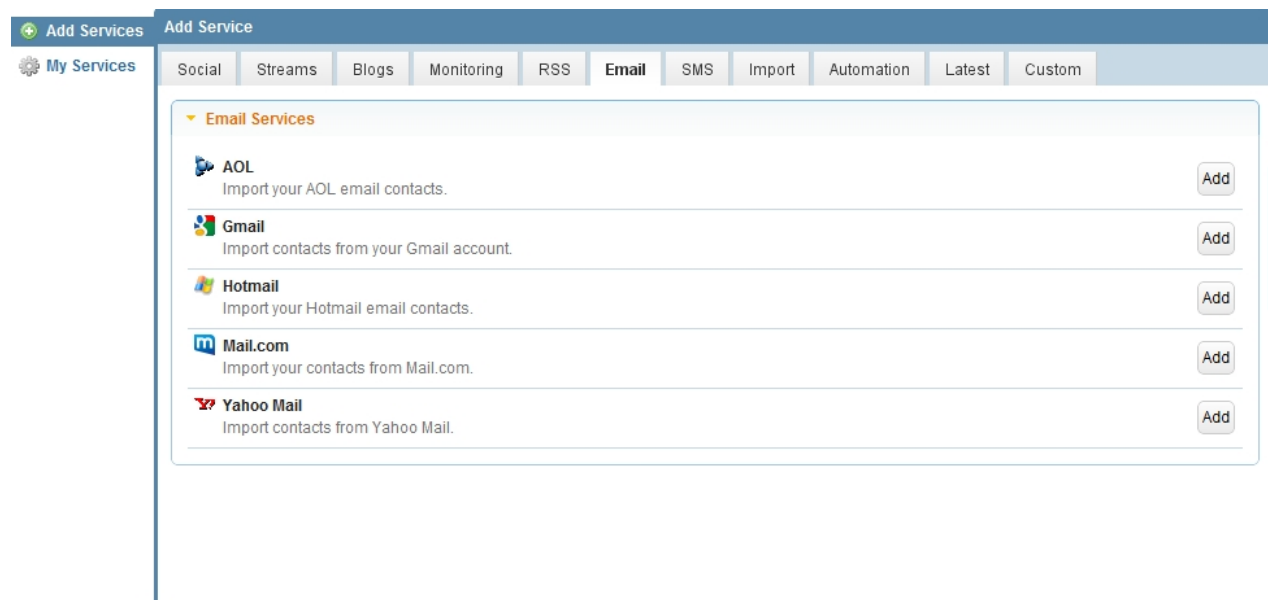 Add Services
My Services
Add Service
Social Streams Blogs Monitoring RSS Email SMS Import Automation Latest Custom
Email Services
AOL
Import your AOL email contacts.
Add
Gmail
Import contacts from your Gmail account.
Add
Hotmail
Import your Hotmail email contacts.
Add
Mail.com
Import your contacts from Mail.com.
Add
Yahoo Mail
Import contacts from Yahoo Mail.
Add